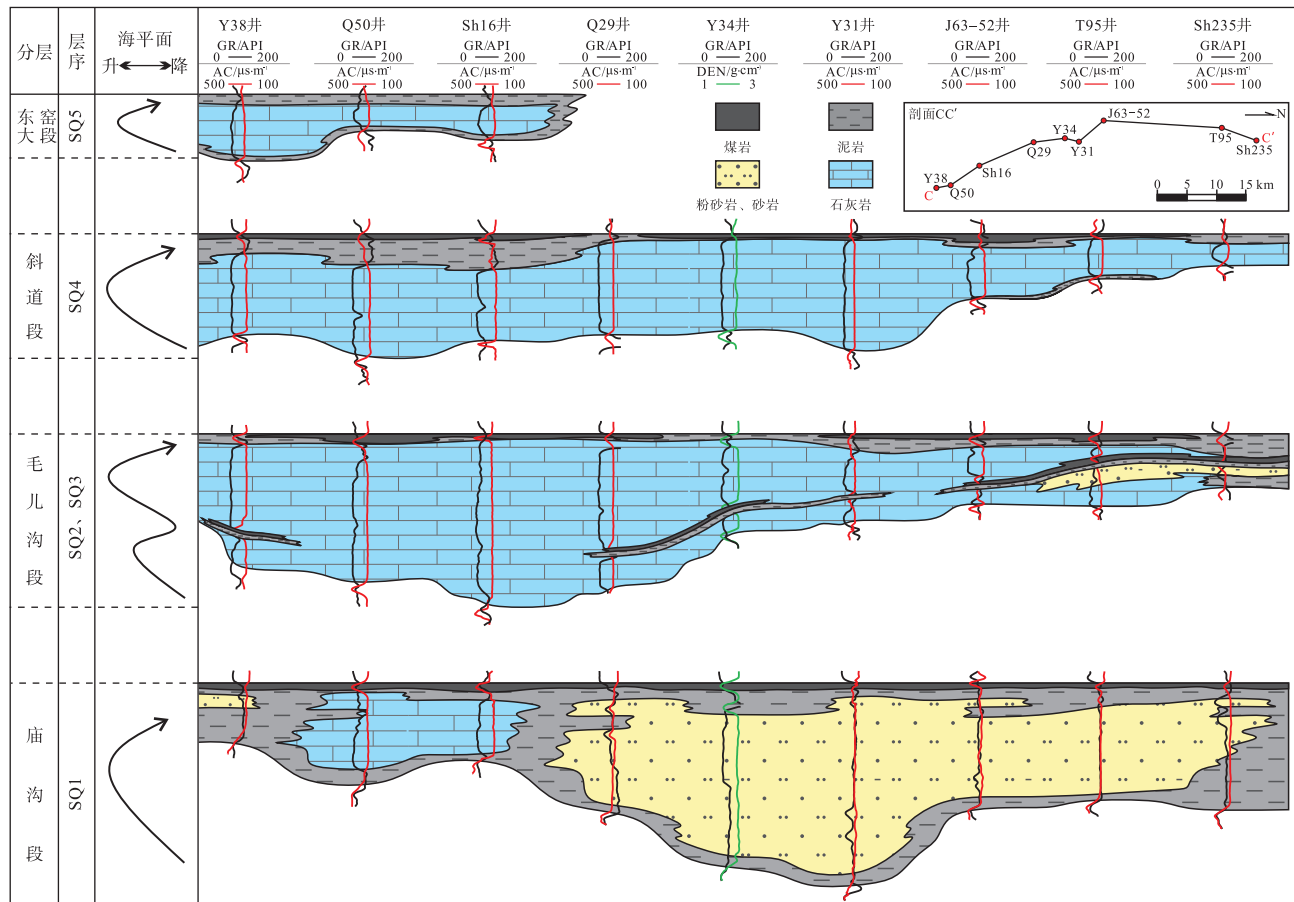 分层
层序
海平面
升 降
Y38井
GR/API
0 200
AC/μs·m⁻¹
500 100
Q50井
GR/API
0 200
AC/μs·m⁻¹
500 100
Sh16井
GR/API
0 200
AC/μs·m⁻¹
500 100
Q29井
GR/API
0 200
AC/μs·m⁻¹
500 100
Y34井
GR/API
0 200
DEN/g·cm⁻³
1 3
Y31井
GR/API
0 200
AC/μs·m⁻¹
500 100
J63-52井
GR/API
0 200
AC/μs·m⁻¹
500 100
T95井
GR/API
0 200
AC/μs·m⁻¹
500 100
Sh235井
GR/API
0 200
AC/μs·m⁻¹
500 100
煤岩
泥岩
粉砂岩、砂岩
石灰岩
剖面CC′
N
J63-52
Y34
T95
C′
Q29
Y31
Sh235
Sh16
Y38
C
Q50
0 5 10 15 km
东窑
大段
SQ5
斜道段
SQ4
毛儿沟段
SQ2、SQ3
庙沟段
SQ1